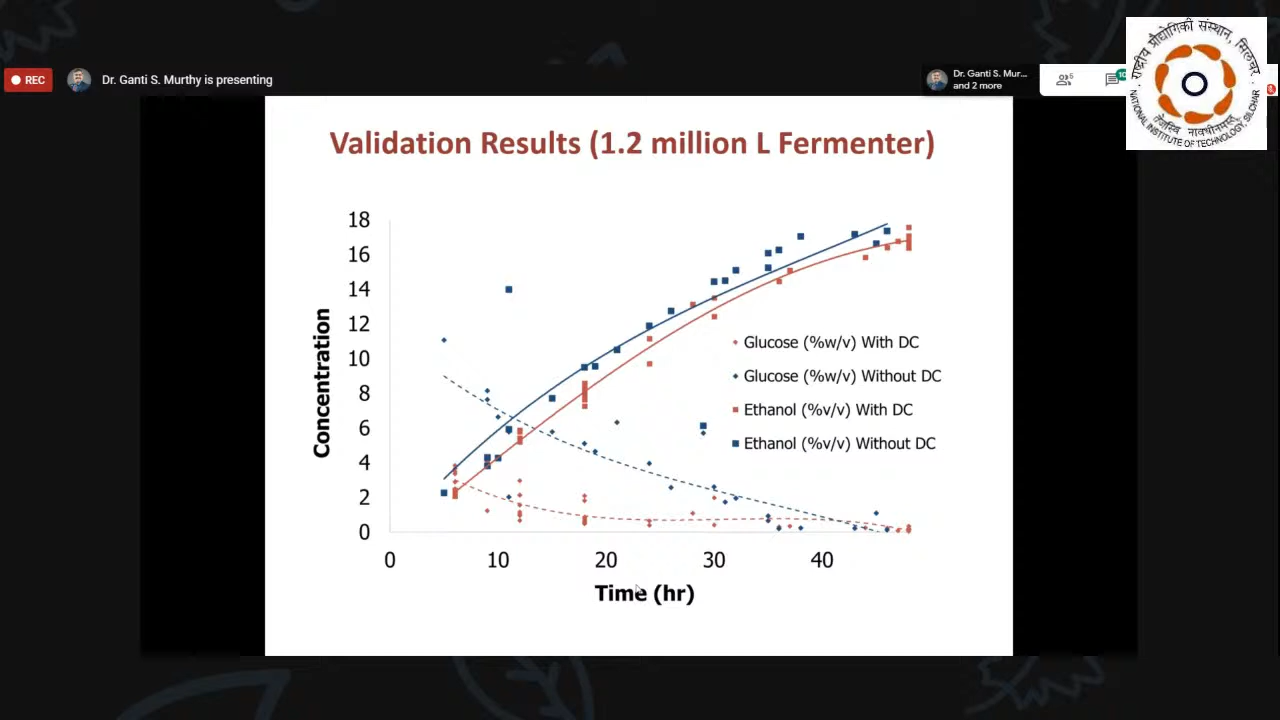 REC
Dr. Ganti S. Murthy is presenting
Dr. Ganti S. Mur...
and 2 more
5
10
राष्ट्रीय प्रौद्योगिकी संस्थान, सिलचर
NATIONAL INSTITUTE OF TECHNOLOGY, SILCHAR
Validation Results (1.2 million L Fermenter)
18
16
14
12
10
8
6
4
2
0
Concentration
Glucose (%w/v) With DC
Glucose (%w/v) Without DC
Ethanol (%v/v) With DC
Ethanol (%v/v) Without DC
0 10 20 30 40
Time (hr)